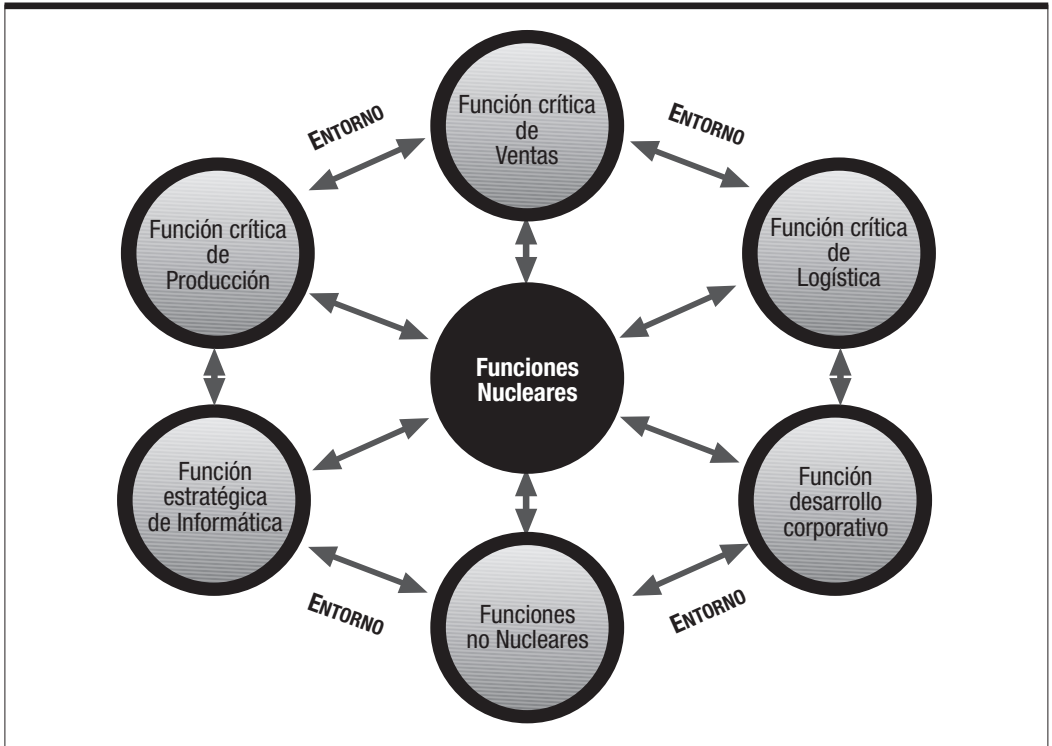 Función crítica
de
Ventas
ENTORNO
ENTORNO
Función crítica
de
Producción
Función crítica
de
Logística
Funciones
Nucleares
Función
estratégica
de Informática
Función
desarrollo
corporativo
ENTORNO
Funciones
no Nucleares
ENTORNO